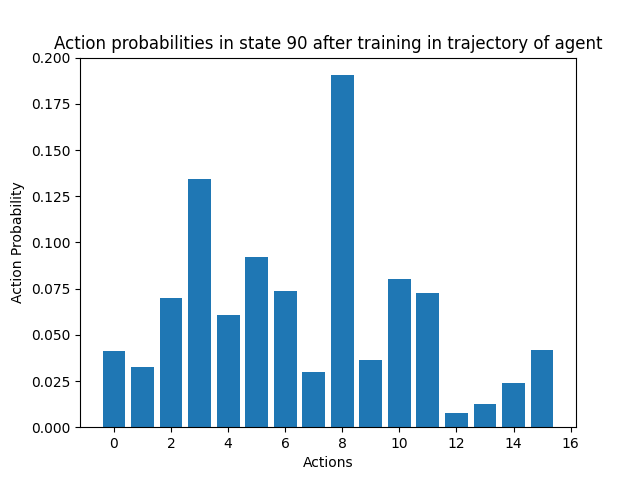 Action probabilities in state 90 after training in trajectory of agent
0.200
0.175
0.150
0.125
0.100
0.075
0.050
0.025
0.000
Action Probability
0 2 4 6 8 10 12 14 16
Actions